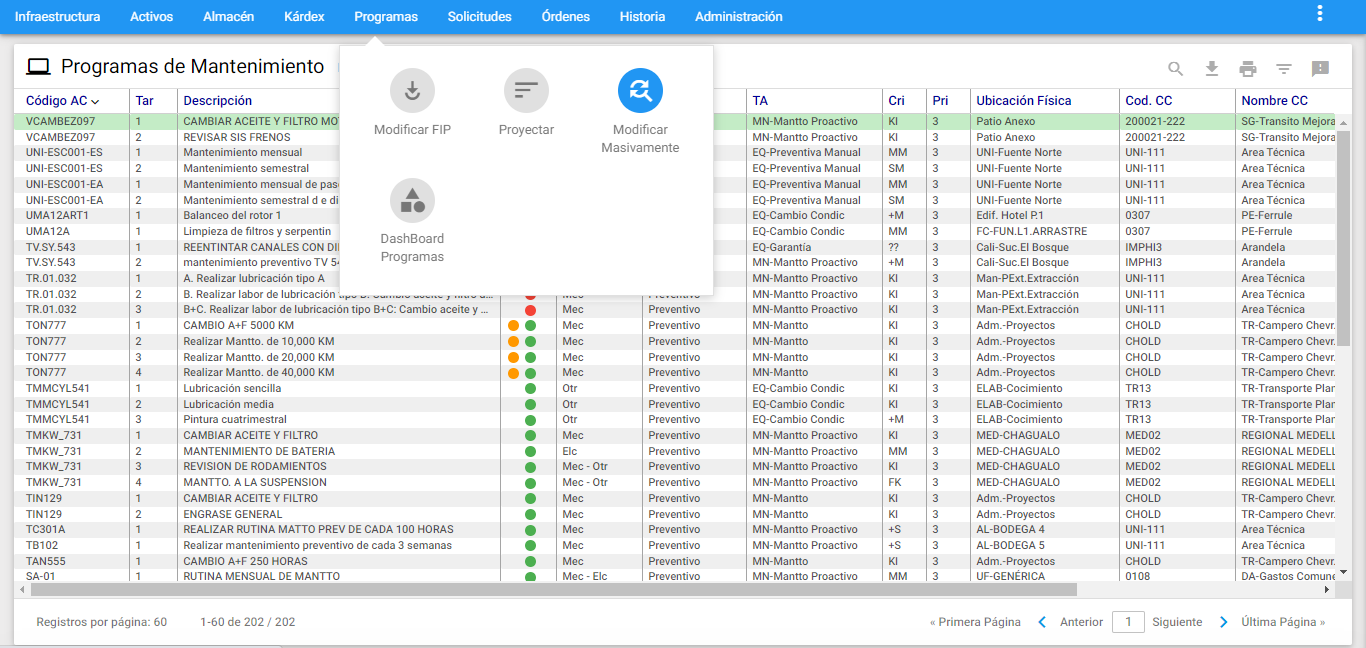 Infraestructura Activos Almacén Kárdex Programas Solicitudes Órdenes Historia Administración
Programas de Mantenimiento
Modificar FIP Proyectar Modificar Masivamente
DashBoard Programas
Código AC Tar Descripción TA Cri Pri Ubicación Física Cod. CC Nombre CC
VCAMBEZ097 1 CAMBIAR ACEITE Y FILTRO MOT MN-Mantto Proactivo KI 3 Patio Anexo 200021-222 SG-Transito Mejora
VCAMBEZ097 2 REVISAR SIS FRENOS MN-Mantto Proactivo KI 3 Patio Anexo 200021-222 SG-Transito Mejora
UNI-ESC001-ES 1 Mantenimiento mensual EQ-Preventiva Manual MM 3 UNI-Fuente Norte UNI-111 Area Técnica
UNI-ESC001-ES 2 Mantenimiento semestral EQ-Preventiva Manual SM 3 UNI-Fuente Norte UNI-111 Area Técnica
UNI-ESC001-EA 1 Mantenimiento mensual de paso EQ-Preventiva Manual MM 3 UNI-Fuente Norte UNI-111 Area Técnica
UNI-ESC001-EA 2 Mantenimiento semestral d e di EQ-Preventiva Manual SM 3 UNI-Fuente Norte UNI-111 Area Técnica
UMA12ART1 1 Balanceo del rotor 1 EQ-Cambio Condic +M 3 Edif. Hotel P.1 0307 PE-Ferrule
UMA12A 1 Limpieza de filtros y serpentin EQ-Cambio Condic MM 3 FC-FUN.L1.ARRASTRE 0307 PE-Ferrule
TV.SY.543 1 REENTINTAR CANALES CON DI EQ-Garantía ?? 3 Cali-Suc.El Bosque IMPHI3 Arandela
TV.SY.543 2 mantenimiento preventivo TV 54 MN-Mantto Proactivo +M 3 Cali-Suc.El Bosque IMPHI3 Arandela
TR.01.032 1 A. Realizar lubricación tipo A MN-Mantto Proactivo KI 3 Man-PExt.Extracción UNI-111 Area Técnica
TR.01.032 2 B. Realizar labor de lubricación tipo B: Cambio aceite y filtro d... Mec Preventivo MN-Mantto Proactivo KI 3 Man-PExt.Extracción UNI-111 Area Técnica
TR.01.032 3 B+C. Realizar labor de lubricación tipo B+C: Cambio aceite y ... Mec Preventivo MN-Mantto Proactivo KI 3 Man-PExt.Extracción UNI-111 Area Técnica
TON777 1 CAMBIO A+F 5000 KM Mec Preventivo MN-Mantto KI 3 Adm.-Proyectos CHOLD TR-Campero Chevr.
TON777 2 Realizar Mantto. de 10,000 KM Mec Preventivo MN-Mantto KI 3 Adm.-Proyectos CHOLD TR-Campero Chevr.
TON777 3 Realizar Mantto. de 20,000 KM Mec Preventivo MN-Mantto KI 3 Adm.-Proyectos CHOLD TR-Campero Chevr.
TON777 4 Realizar Mantto. de 40,000 KM Mec Preventivo MN-Mantto KI 3 Adm.-Proyectos CHOLD TR-Campero Chevr.
TMMCYL541 1 Lubricación sencilla Otr Preventivo EQ-Cambio Condic KI 3 ELAB-Cocimiento TR13 TR-Transporte Plan
TMMCYL541 2 Lubricación media Otr Preventivo EQ-Cambio Condic KI 3 ELAB-Cocimiento TR13 TR-Transporte Plan
TMMCYL541 3 Pintura cuatrimestral Otr Preventivo EQ-Cambio Condic +M 3 ELAB-Cocimiento TR13 TR-Transporte Plan
TMKW_731 1 CAMBIAR ACEITE Y FILTRO Mec Preventivo MN-Mantto Proactivo KI 3 MED-CHAGUALO MED02 REGIONAL MEDELL
TMKW_731 2 MANTENIMIENTO DE BATERIA Elc Preventivo MN-Mantto Proactivo MM 3 MED-CHAGUALO MED02 REGIONAL MEDELL
TMKW_731 3 REVISION DE RODAMIENTOS Mec - Otr Preventivo MN-Mantto Proactivo KI 3 MED-CHAGUALO MED02 REGIONAL MEDELL
TMKW_731 4 MANTTO. A LA SUSPENSION Mec - Otr Preventivo MN-Mantto Proactivo FK 3 MED-CHAGUALO MED02 REGIONAL MEDELL
TIN129 1 CAMBIAR ACEITE Y FILTRO Mec Preventivo MN-Mantto KI 3 Adm.-Proyectos CHOLD TR-Campero Chevr.
TIN129 2 ENGRASE GENERAL Mec Preventivo MN-Mantto KI 3 Adm.-Proyectos CHOLD TR-Campero Chevr.
TC301A 1 REALIZAR RUTINA MATTO PREV DE CADA 100 HORAS Mec Preventivo MN-Mantto Proactivo +S 3 AL-BODEGA 4 UNI-111 Area Técnica
TB102 1 Realizar mantenimiento preventivo de cada 3 semanas Mec Preventivo MN-Mantto Proactivo +S 3 AL-BODEGA 5 UNI-111 Area Técnica
TAN555 1 CAMBIO A+F 250 HORAS Mec Preventivo MN-Mantto Proactivo KI 3 Adm.-Proyectos CHOLD TR-Campero Chevr.
SA-01 1 RUTINA MENSUAL DE MANTTO Mec - Elc Preventivo MN-Mantto Proactivo MM 3 UF-GENÉRICA 0108 DA-Gastos Comune
Registros por página: 60 1-60 de 202 / 202 « Primera Página Anterior 1 Siguiente Última Página »